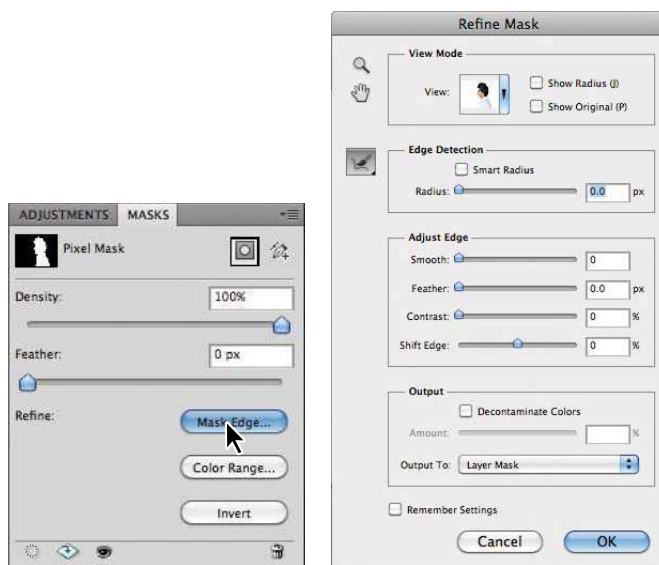 ADJUSTMENTS MASKS
Pixel Mask
Density: 100%
Feather: 0 px
Refine: Mask Edge...
Color Range...
Invert
Refine Mask
View Mode
View:
Show Radius (J)
Show Original (P)
Edge Detection
Smart Radius
Radius: 0.0 px
Adjust Edge
Smooth: 0
Feather: 0.0 px
Contrast: 0 %
Shift Edge: 0 %
Output
Decontaminate Colors
Amount: %
Output To: Layer Mask
Remember Settings
Cancel OK